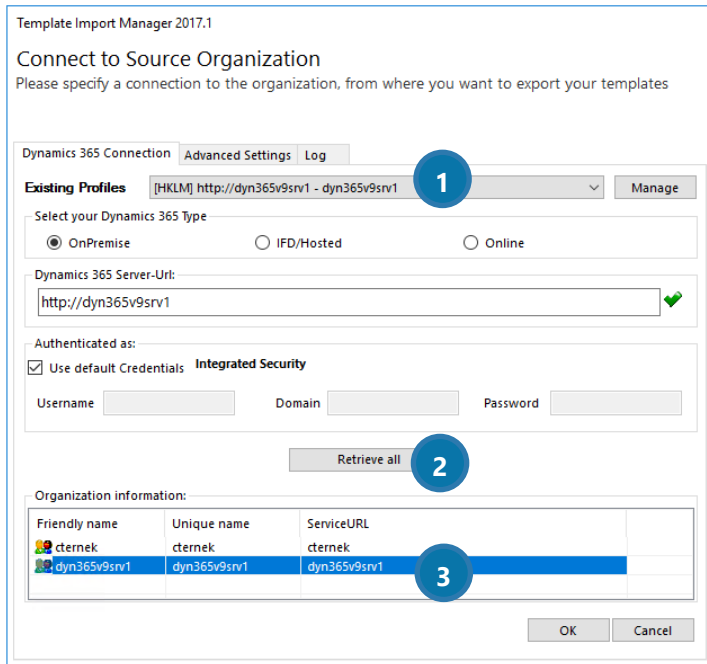 Template Import Manager 2017.1
Connect to Source Organization
Please specify a connection to the organization, from where you want to export your templates
Dynamics 365 Connection Advanced Settings Log
Existing Profiles [HKLM] http://dyn365v9srv1 - dyn365v9srv1 1 Manage
Select your Dynamics 365 Type
OnPremise IFD/Hosted Online
Dynamics 365 Server-Url:
http://dyn365v9srv1
Authenticated as:
Use default Credentials Integrated Security
Username Domain Password
Retrieve all 2
Organization information:
Friendly name Unique name ServiceURL
cternek cternek cternek
dyn365v9srv1 dyn365v9srv1 dyn365v9srv1 3
OK Cancel